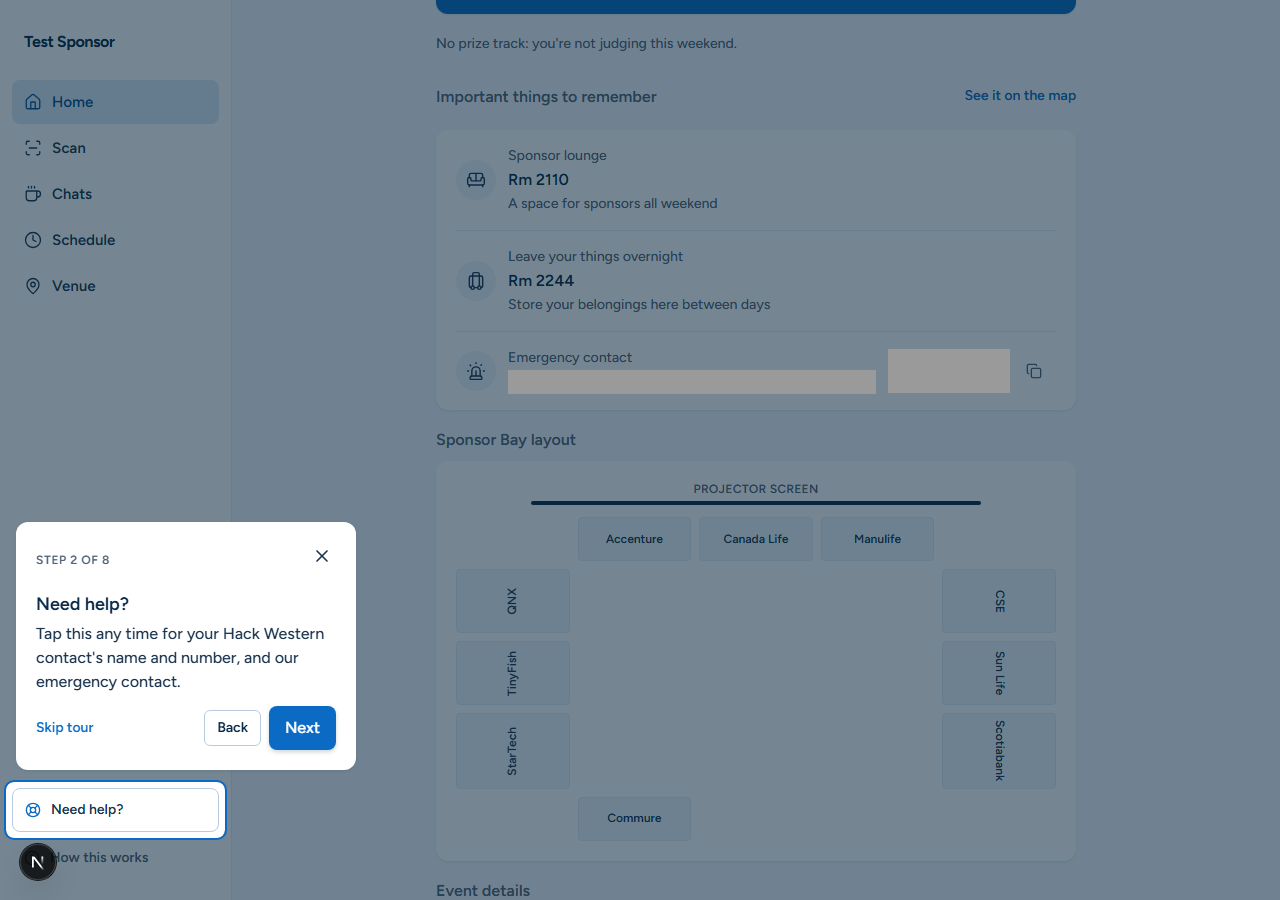 Test Sponsor
Home
Scan
Chats
Schedule
Venue
No prize track: you're not judging this weekend.
Important things to remember
See it on the map
Sponsor lounge
Rm 2110
A space for sponsors all weekend
Leave your things overnight
Rm 2244
Store your belongings here between days
Emergency contact
Sponsor Bay layout
PROJECTOR SCREEN
Accenture
Canada Life
Manulife
QNX
CSE
TinyFish
Sun Life
StarTech
Scotiabank
Commure
Event details
STEP 2 OF 8
Need help?
Tap this any time for your Hack Western
contact's name and number, and our
emergency contact.
Skip tour
Back
Next
Need help?
N
How this works